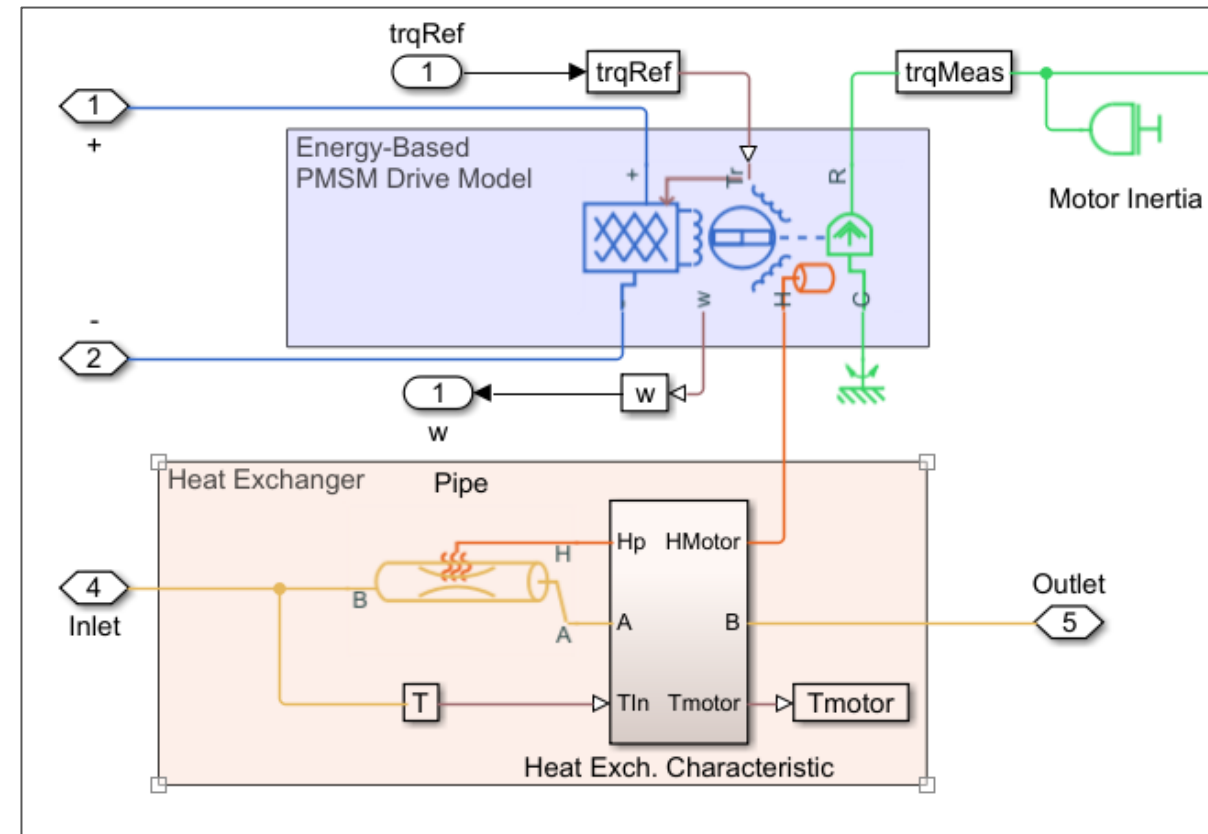 trqRef
1
trqRef
trqMeas
1
+
Energy-Based
PMSM Drive Model
+
Tr
R
Motor Inertia
-
w
H
C
-
2
1
w
w
Heat Exchanger
Pipe
H
Hp
HMotor
4
Inlet
B
A
A
B
Outlet
5
T
TIn
Tmotor
Tmotor
Heat Exch. Characteristic